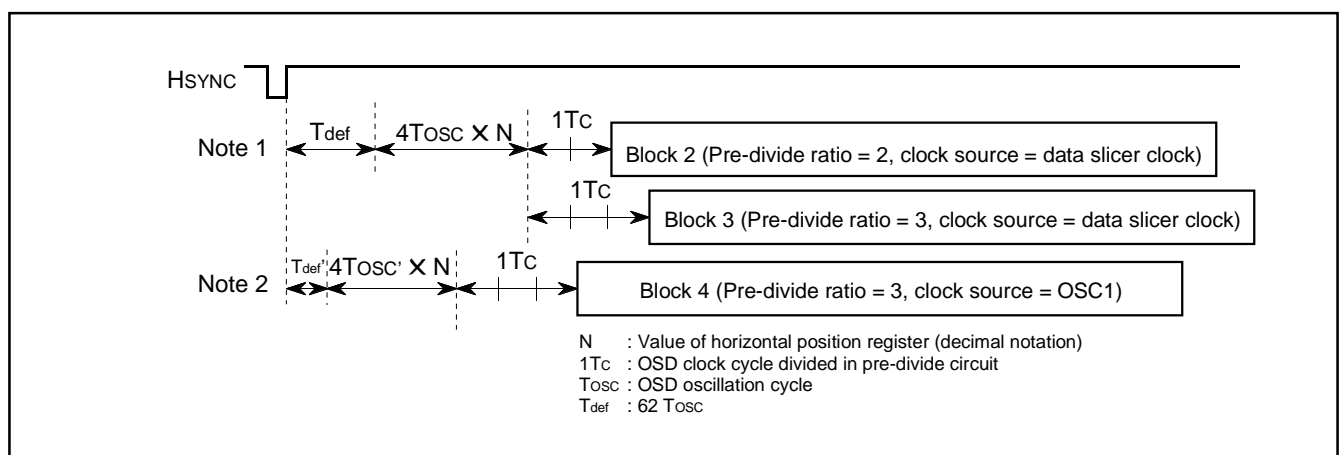 HSYNC
Tdef 4TOSC X N 1TC
Note 1 Block 2 (Pre-divide ratio = 2, clock source = data slicer clock)
1TC
Block 3 (Pre-divide ratio = 3, clock source = data slicer clock)
Tdef' 4TOSC' X N 1TC
Note 2 Block 4 (Pre-divide ratio = 3, clock source = OSC1)
N : Value of horizontal position register (decimal notation)
1TC : OSD clock cycle divided in pre-divide circuit
TOSC : OSD oscillation cycle
Tdef : 62 TOSC